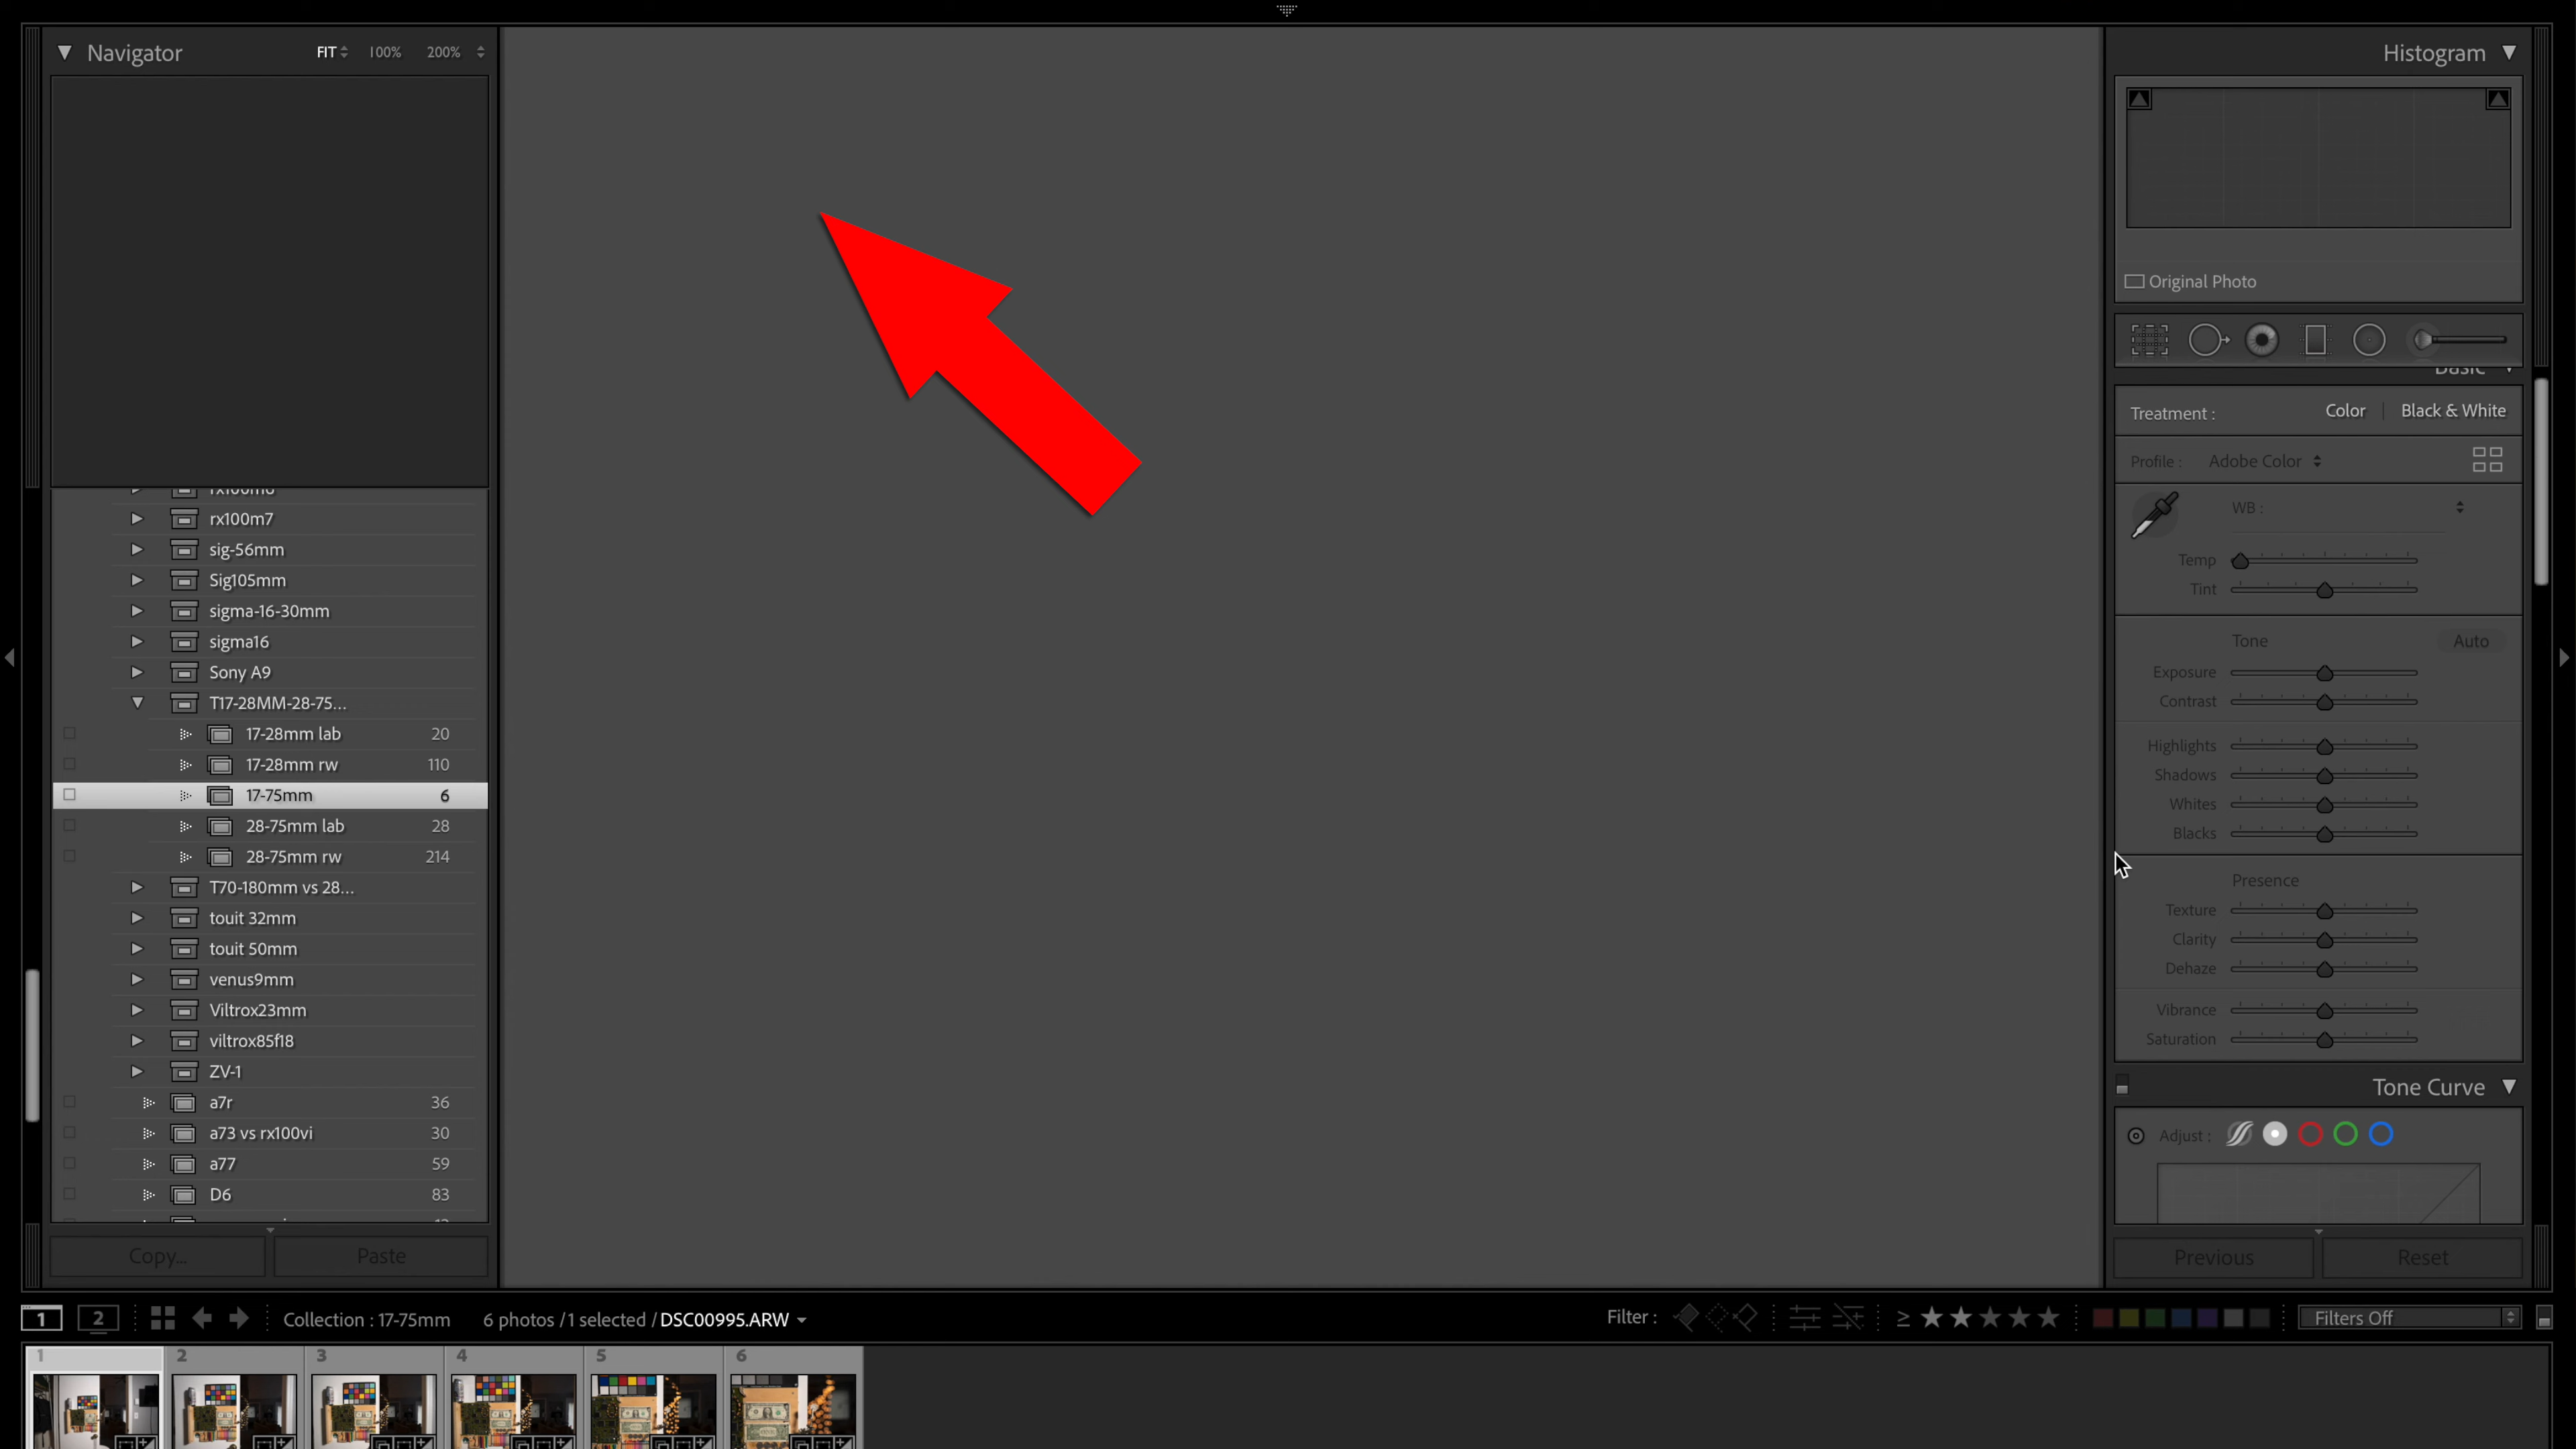 Navigator FIT 100% 200%
rx100m7
sig-56mm
Sig105mm
sigma-16-30mm
sigma16
Sony A9
T17-28MM-28-75...
17-28mm lab 20
17-28mm rw 110
17-75mm 6
28-75mm lab 28
28-75mm rw 214
T70-180mm vs 28...
touit 32mm
touit 50mm
venus9mm
Viltrox23mm
viltrox85f18
ZV-1
a7r 36
a73 vs rx100vi 30
a77 59
D6 83
Copy... Paste
Histogram
Original Photo
Basic
Treatment : Color Black & White
Profile : Adobe Color
WB :
Temp
Tint
Tone Auto
Exposure
Contrast
Highlights
Shadows
Whites
Blacks
Presence
Texture
Clarity
Dehaze
Vibrance
Saturation
Tone Curve
Adjust :
Previous Reset
1 2 Collection : 17-75mm 6 photos /1 selected / DSC00995.ARW Filter : ≥ Filters Off
1 2 3 4 5 6